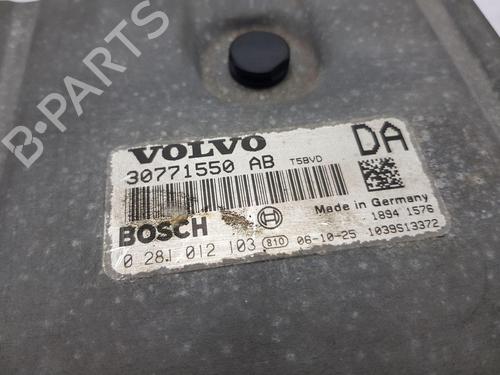 B-Parts
VOLVO
30771550 AB T5BVD DA
Made in Germany
1894 1576
BOSCH
0 281 012 103 810 06-10-25 1039S13372